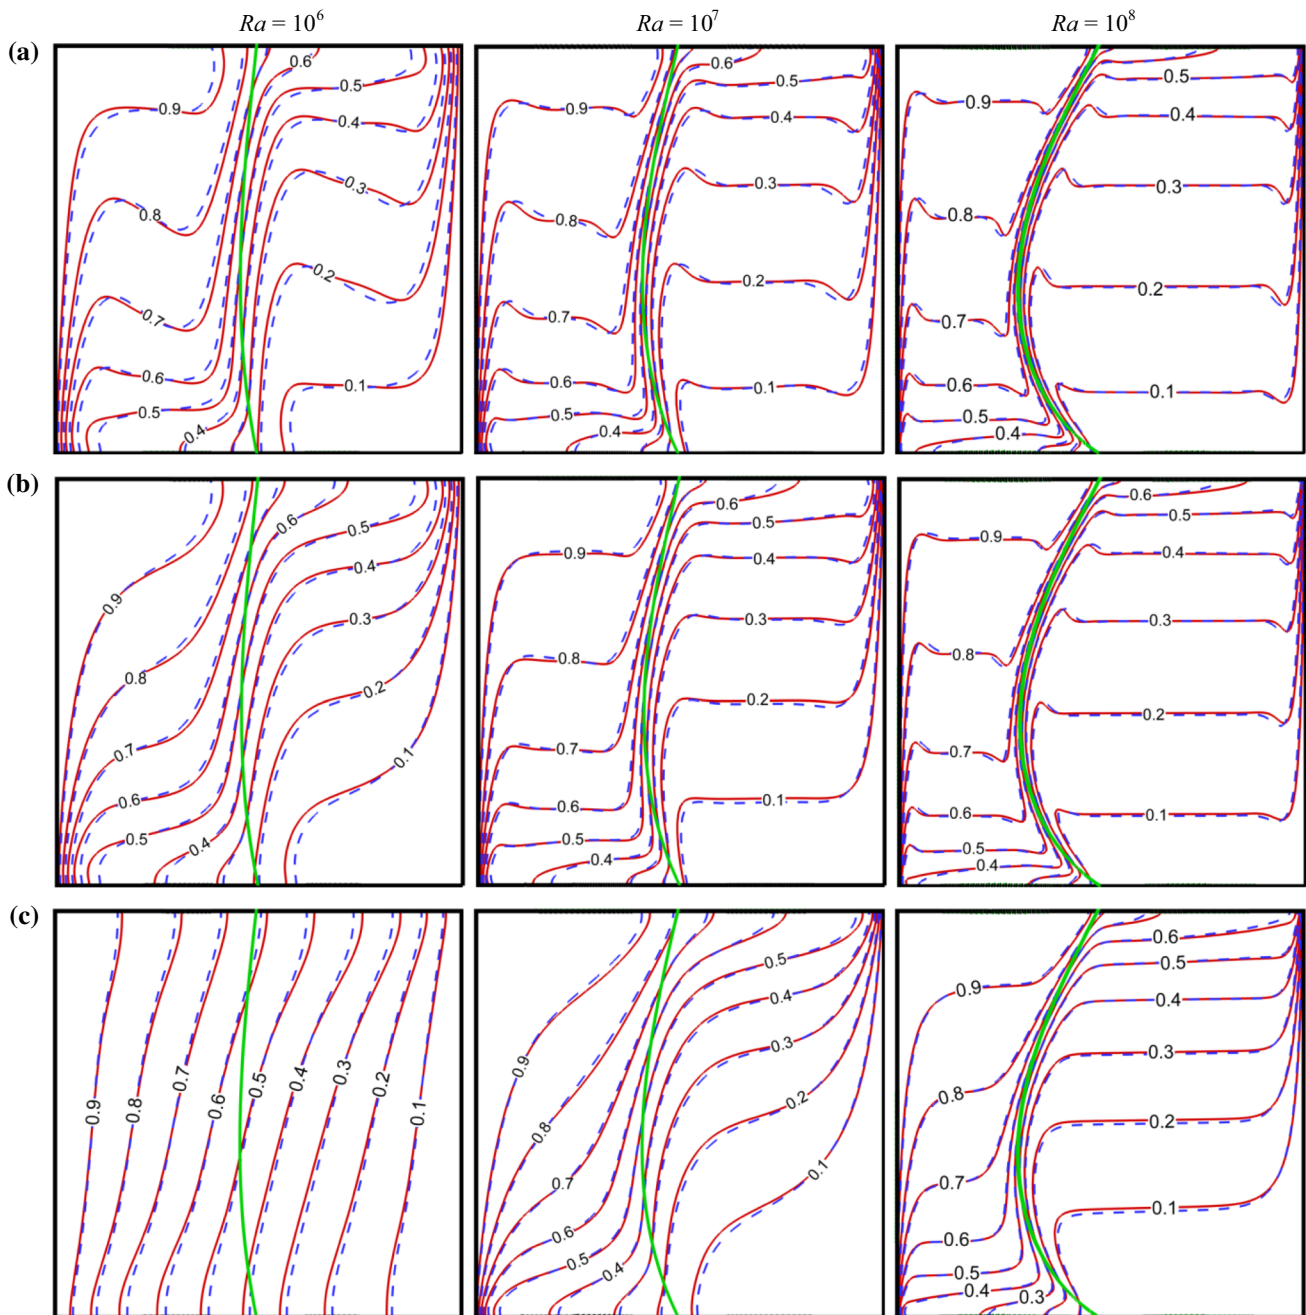 Ra = 10⁶ Ra = 10⁷ Ra = 10⁸
(a)
0.9 0.6 0.5 0.4 0.3 0.8 0.2 0.7 0.6 0.1 0.5 0.4
0.6 0.5 0.9 0.4 0.3 0.8 0.2 0.7 0.6 0.1 0.5 0.4
0.5 0.9 0.4 0.3 0.8 0.2 0.7 0.6 0.1 0.5 0.4
(b)
0.6 0.5 0.4 0.9 0.3 0.8 0.2 0.7 0.1 0.6 0.5 0.4
0.6 0.5 0.9 0.4 0.3 0.8 0.2 0.7 0.1 0.6 0.5 0.4
0.6 0.5 0.9 0.4 0.3 0.8 0.2 0.7 0.6 0.1 0.5 0.4
(c)
0.9 0.8 0.7 0.6 0.5 0.4 0.3 0.2 0.1
0.5 0.4 0.3 0.9 0.2 0.8 0.1 0.7 0.6 0.5 0.4
0.6 0.5 0.9 0.4 0.3 0.8 0.2 0.7 0.1 0.6 0.5 0.4 0.3